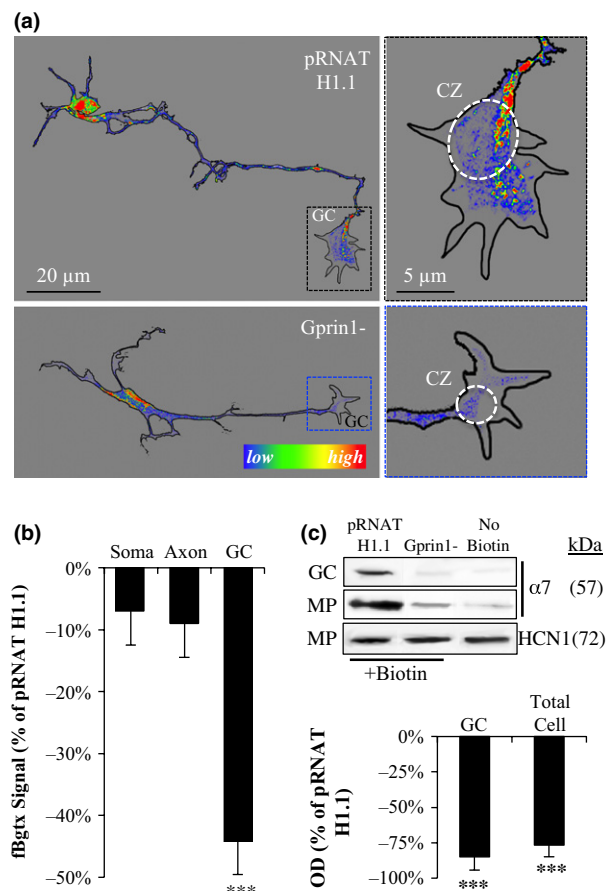 (a)
pRNAT
H1.1
GC
20 µm
CZ
5 µm
Gprin1-
GC
low high
CZ
(b)
Soma Axon GC
0%
−10%
−20%
−30%
−40%
−50%
fBgtx Signal (% of pRNAT H1.1)
***
(c)
pRNAT
H1.1 Gprin1- No
Biotin kDa
GC
MP
α7 (57)
MP HCN1(72)
+Biotin
GC Total
Cell
0%
−25%
−50%
−75%
−100%
OD (% of pRNAT
H1.1)
*** ***